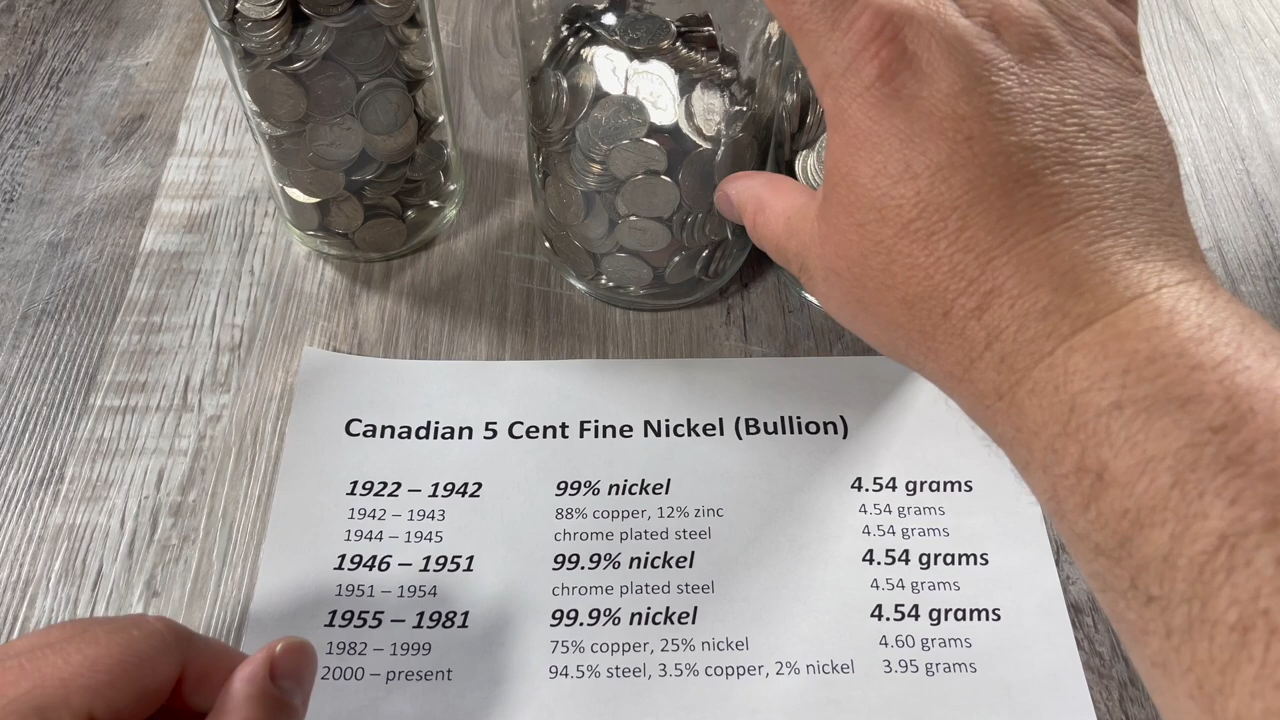 Canadian 5 Cent Fine Nickel (Bullion)
1922 – 1942 99% nickel 4.54 grams
1942 – 1943 88% copper, 12% zinc 4.54 grams
1944 – 1945 chrome plated steel 4.54 grams
1946 – 1951 99.9% nickel 4.54 grams
1951 – 1954 chrome plated steel 4.54 grams
1955 – 1981 99.9% nickel 4.54 grams
1982 – 1999 75% copper, 25% nickel 4.60 grams
2000 – present 94.5% steel, 3.5% copper, 2% nickel 3.95 grams